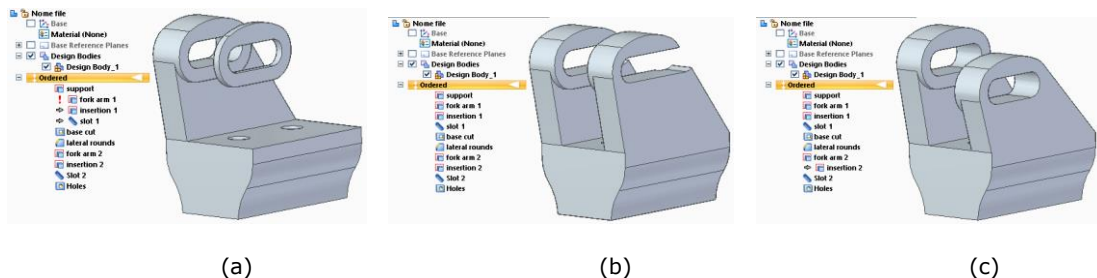 Nome file
Base
Material (None)
Base Reference Planes
Design Bodies
Design Body_1
Ordered
support
! fork arm 1
insertion 1
slot 1
base cut
lateral rounds
fork arm 2
insertion 2
Slot 2
Holes
(a)
Nome file
Base
Material (None)
Base Reference Planes
Design Bodies
Design Body_1
Ordered
support
fork arm 1
insertion 1
slot 1
base cut
lateral rounds
fork arm 2
insertion 2
Slot 2
Holes
(b)
Nome file
Base
Material (None)
Base Reference Planes
Design Bodies
Design Body_1
Ordered
support
fork arm 1
insertion 1
slot 1
base cut
lateral rounds
fork arm 2
insertion 2
Slot 2
Holes
(c)